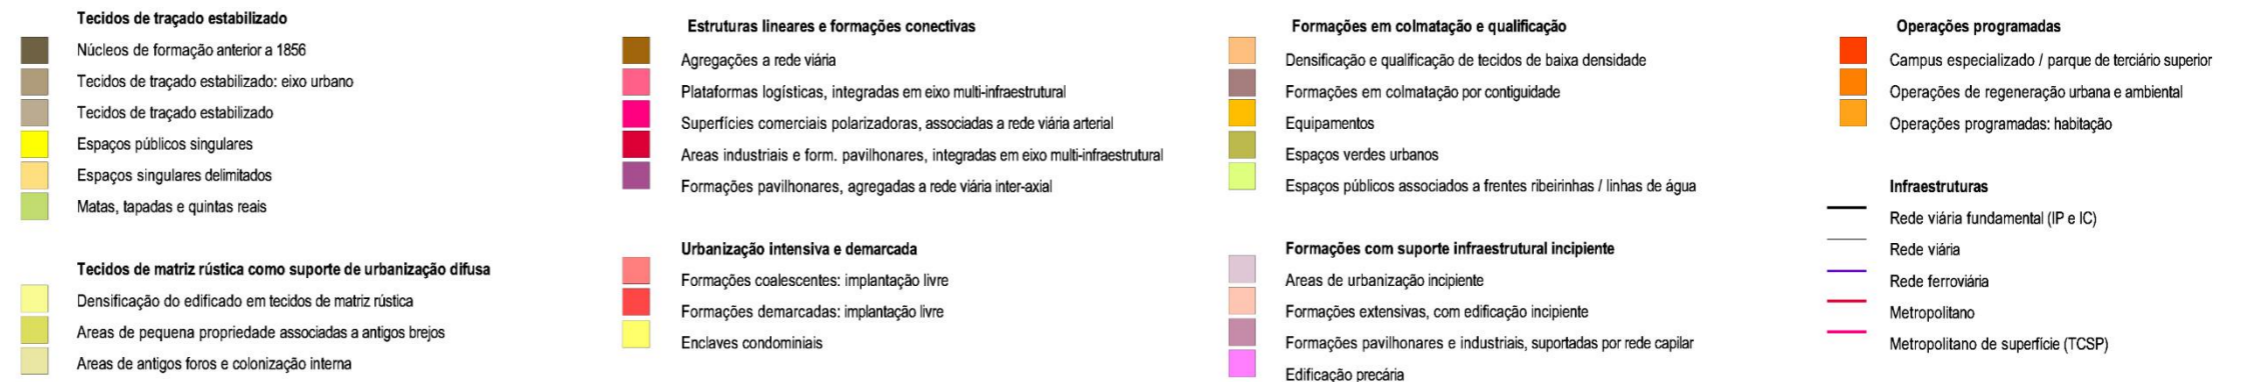 Tecidos de traçado estabilizado
Núcleos de formação anterior a 1856
Tecidos de traçado estabilizado: eixo urbano
Tecidos de traçado estabilizado
Espaços públicos singulares
Espaços singulares delimitados
Matas, tapadas e quintas reais
Tecidos de matriz rústica como suporte de urbanização difusa
Densificação do edificado em tecidos de matriz rústica
Areas de pequena propriedade associadas a antigos brejos
Areas de antigos foros e colonização interna
Estruturas lineares e formações conectivas
Agregações a rede viária
Plataformas logísticas, integradas em eixo multi-infraestrutural
Superfícies comerciais polarizadoras, associadas a rede viária arterial
Areas industriais e form. pavilhonares, integradas em eixo multi-infraestrutural
Formações pavilhonares, agregadas a rede viária inter-axial
Urbanização intensiva e demarcada
Formações coalescentes: implantação livre
Formações demarcadas: implantação livre
Enclaves condominiais
Formações em colmatação e qualificação
Densificação e qualificação de tecidos de baixa densidade
Formações em colmatação por contiguidade
Equipamentos
Espaços verdes urbanos
Espaços públicos associados a frentes ribeirinhas / linhas de água
Formações com suporte infraestrutural incipiente
Areas de urbanização incipiente
Formações extensivas, com edificação incipiente
Formações pavilhonares e industriais, suportadas por rede capilar
Edificação precária
Operações programadas
Campus especializado / parque de terciário superior
Operações de regeneração urbana e ambiental
Operações programadas: habitação
Infraestruturas
Rede viária fundamental (IP e IC)
Rede viária
Rede ferroviária
Metropolitano
Metropolitano de superfície (TCSP)